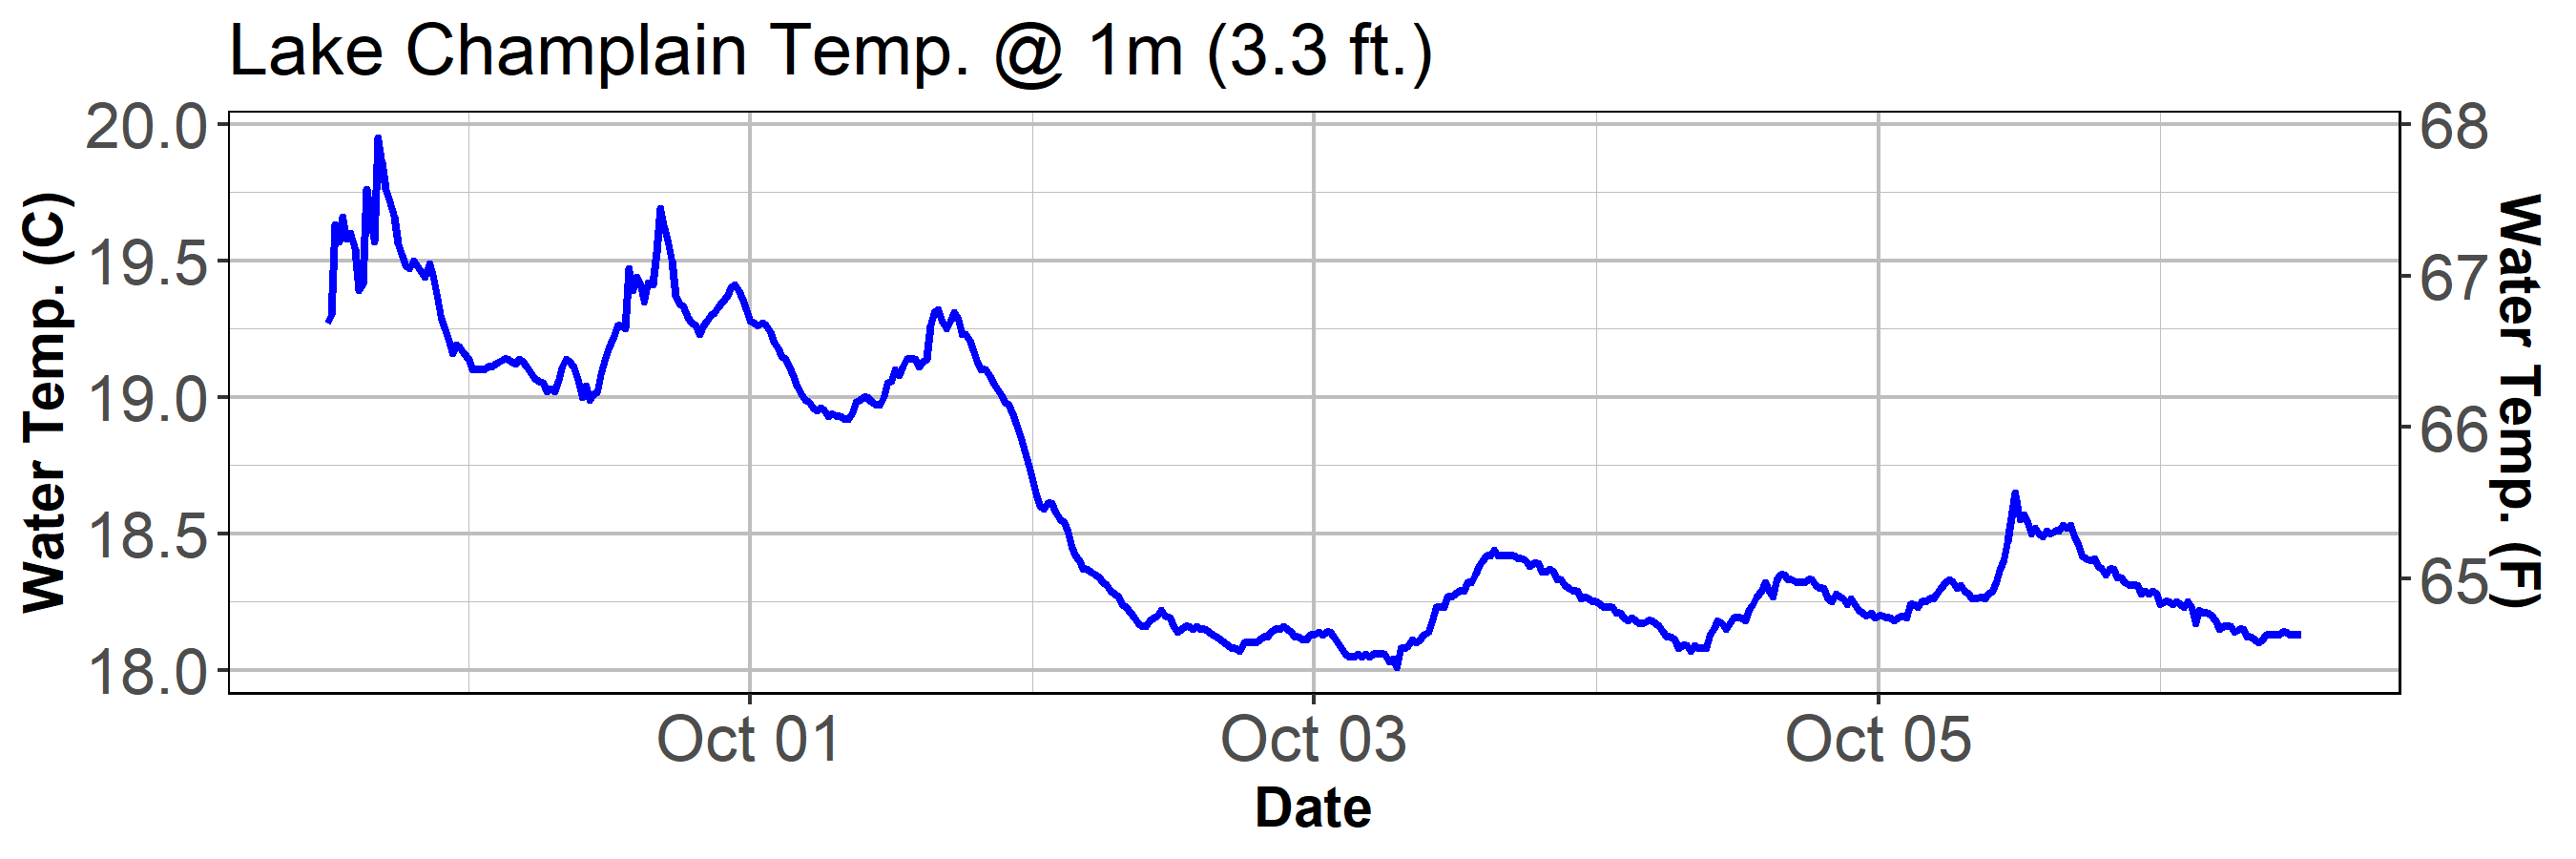 Lake Champlain Temp. @ 1m (3.3 ft.)
Water Temp. (C)
20.0
19.5
19.0
18.5
18.0
68
67
66
65
Water Temp. (F)
Oct 01
Oct 03
Oct 05
Date